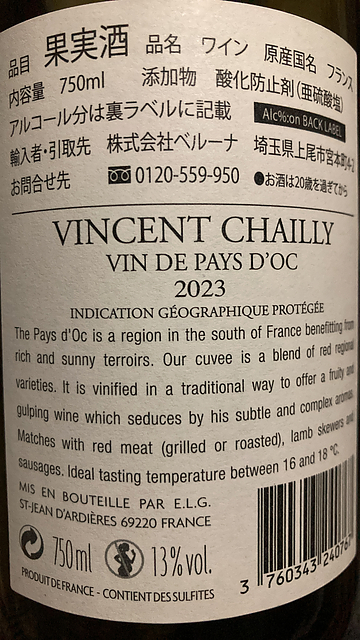 品目 果実酒 品名 ワイン 原産国名 フランス
内容量 750ml 添加物 酸化防止剤(亜硫酸塩)
アルコール分は裏ラベルに記載 Alc%:on BACK LABEL
輸入者・引取先 株式会社ベルーナ 埼玉県上尾市宮本町4-2
お問合せ先 0120-559-950 ●お酒は20歳を過ぎてから
VINCENT CHAILLY
VIN DE PAYS D'OC
2023
INDICATION GÉOGRAPHIQUE PROTÉGÉE
The Pays d'Oc is a region in the south of France benefitting from
rich and sunny terroirs. Our cuvee is a blend of red regional
varieties. It is vinified in a traditional way to offer a fruity and
gulping wine which seduces by his subtle and complex aromas.
Matches with red meat (grilled or roasted), lamb skewers and
sausages. Ideal tasting temperature between 16 and 18 °C.
MIS EN BOUTEILLE PAR E.L.G.
ST-JEAN D'ARDIÈRES 69220 FRANCE
750 ml 13% vol.
PRODUIT DE FRANCE - CONTIENT DES SULFITES
3 760343 240767